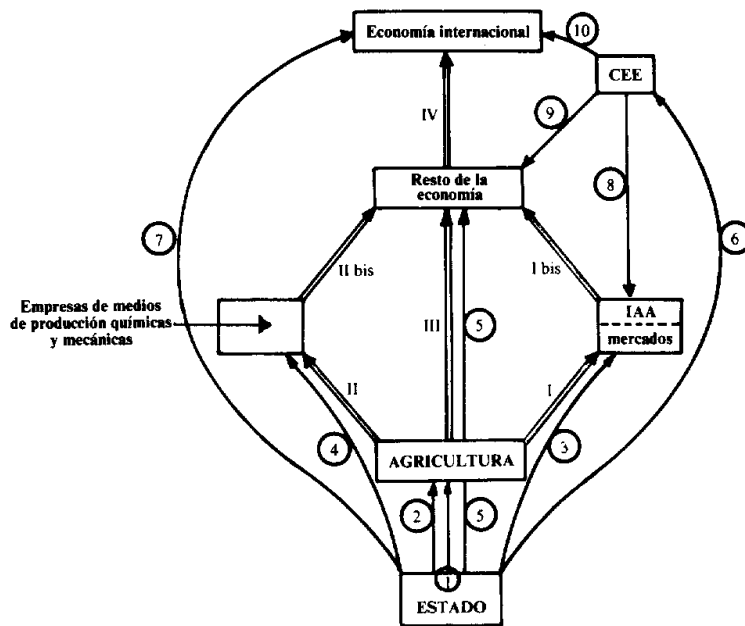 Economía internacional
10
CEE
IV
9
Resto de la
economía
8
7
6
II bis
I bis
Empresas de medios
de producción químicas
y mecánicas
IAA
mercados
III
5
II
I
4
3
AGRICULTURA
2
5
1
ESTADO